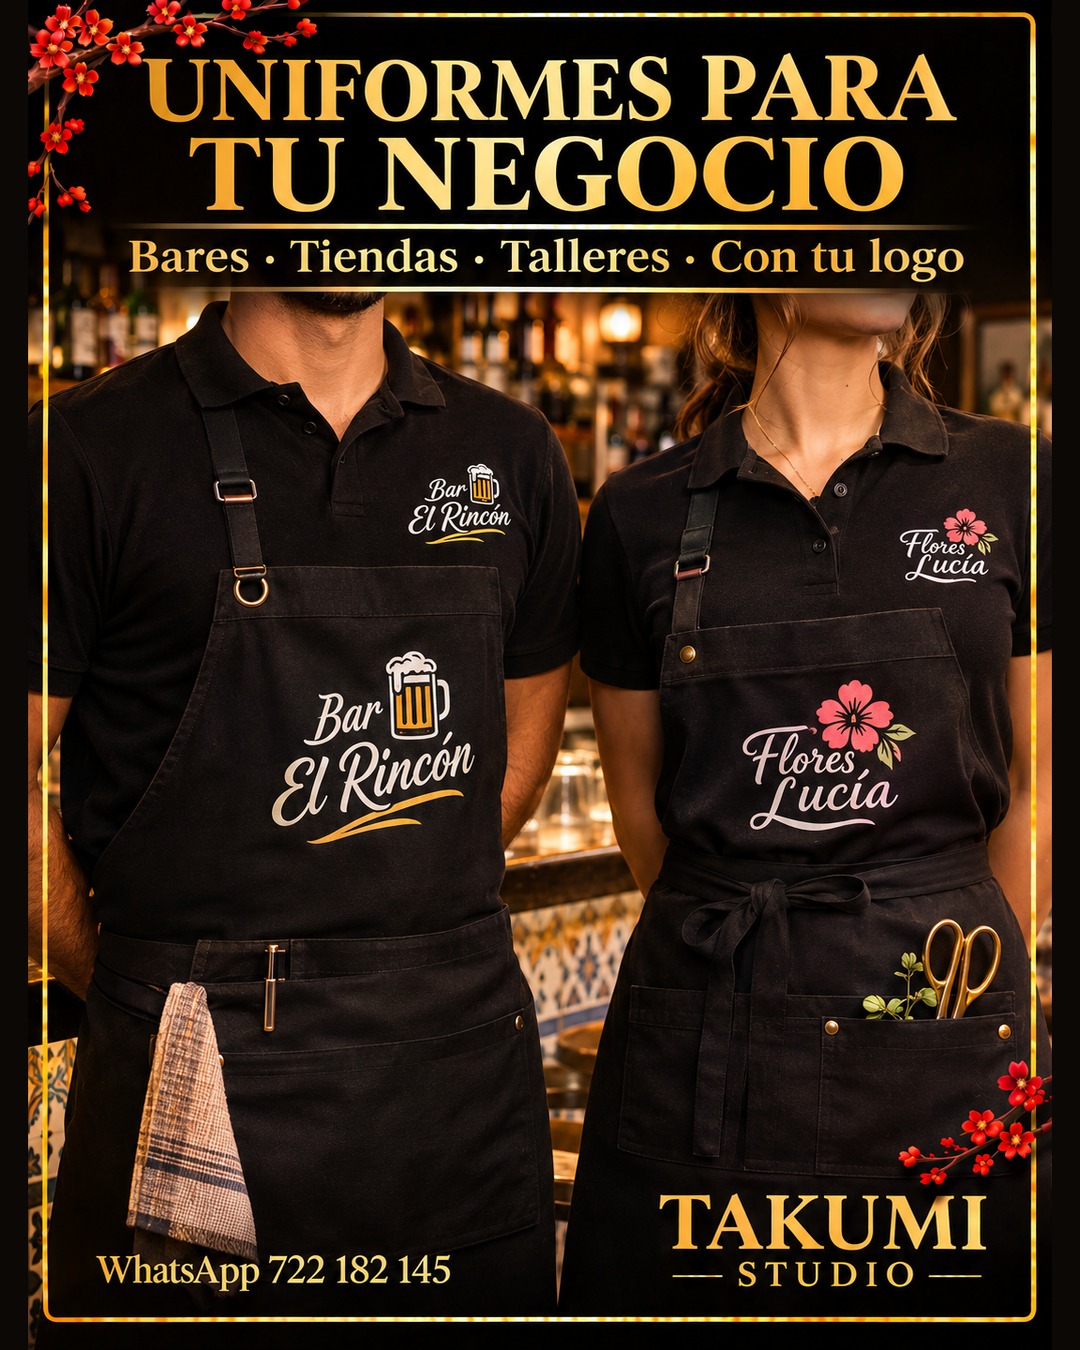 UNIFORMES PARA
TU NEGOCIO
Bares · Tiendas · Talleres · Con tu logo
Bar
El Rincón
Flores
Lucía
Bar
El Rincón
Flores
Lucía
WhatsApp 722 182 145
TAKUMI
STUDIO